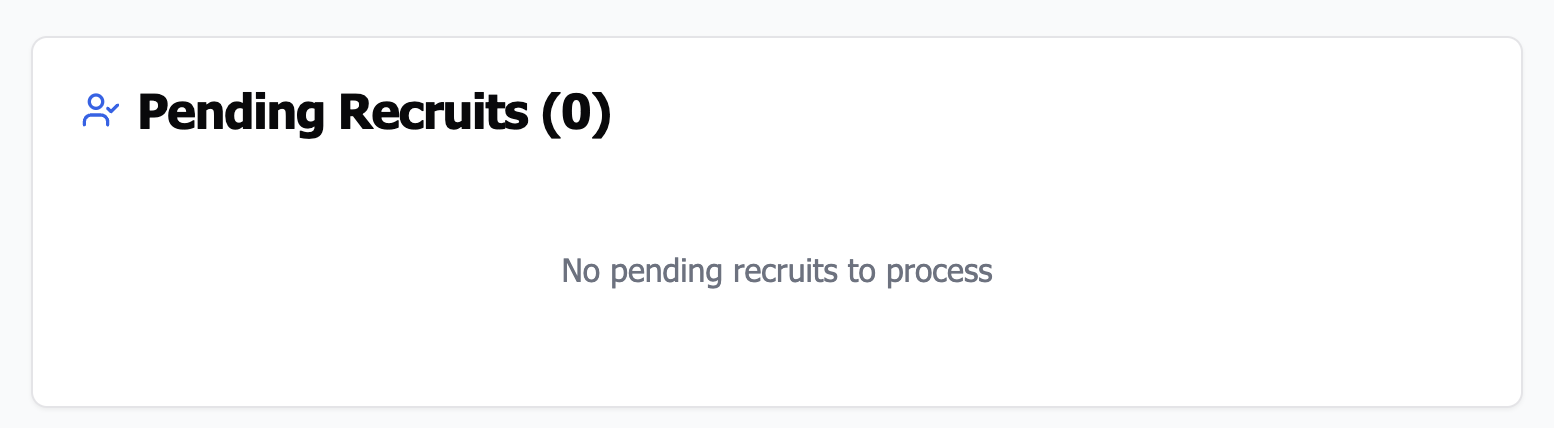 Pending Recruits (0)
No pending recruits to process